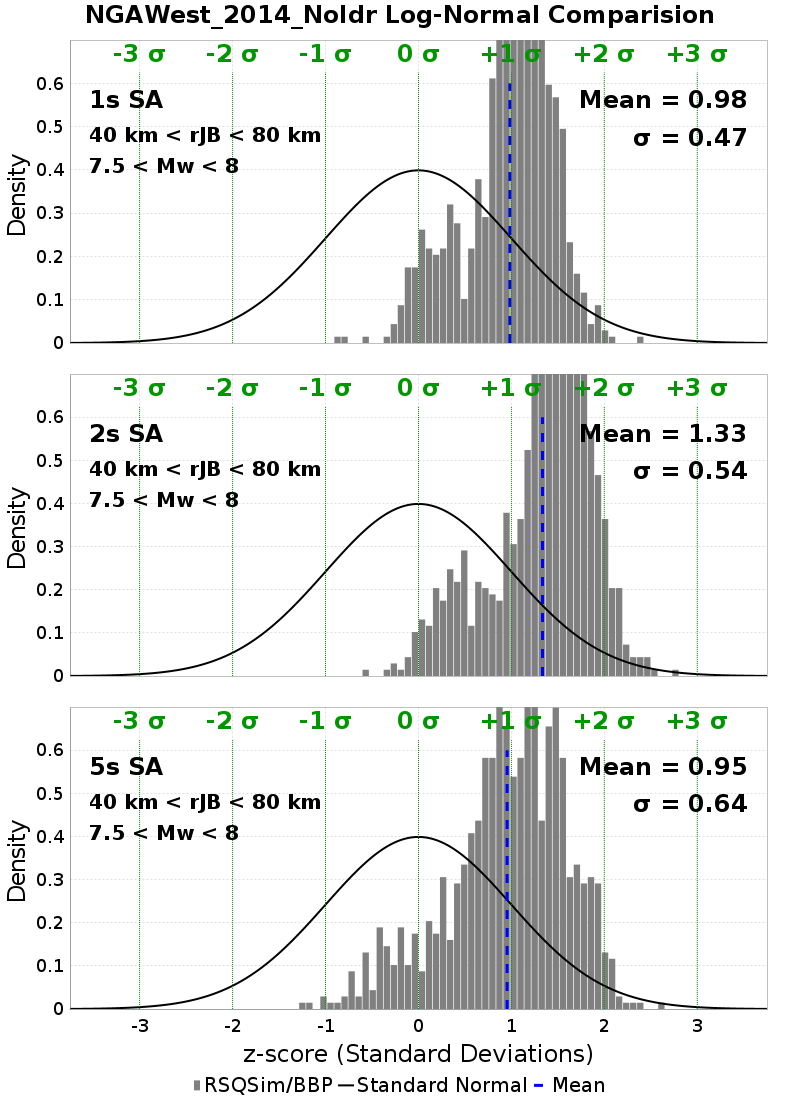 NGAWest_2014_NoIdr Log-Normal Comparision
-3 σ -2 σ -1 σ 0 σ +1 σ +2 σ +3 σ
1s SA
40 km < rJB < 80 km
7.5 < Mw < 8
Mean = 0.98
σ = 0.47
Density
0.6
0.5
0.4
0.3
0.2
0.1
0
-3 σ -2 σ -1 σ 0 σ +1 σ +2 σ +3 σ
2s SA
40 km < rJB < 80 km
7.5 < Mw < 8
Mean = 1.33
σ = 0.54
Density
0.6
0.5
0.4
0.3
0.2
0.1
0
-3 σ -2 σ -1 σ 0 σ +1 σ +2 σ +3 σ
5s SA
40 km < rJB < 80 km
7.5 < Mw < 8
Mean = 0.95
σ = 0.64
Density
0.6
0.5
0.4
0.3
0.2
0.1
0
-3 -2 -1 0 1 2 3
z-score (Standard Deviations)
RSQSim/BBP Standard Normal Mean